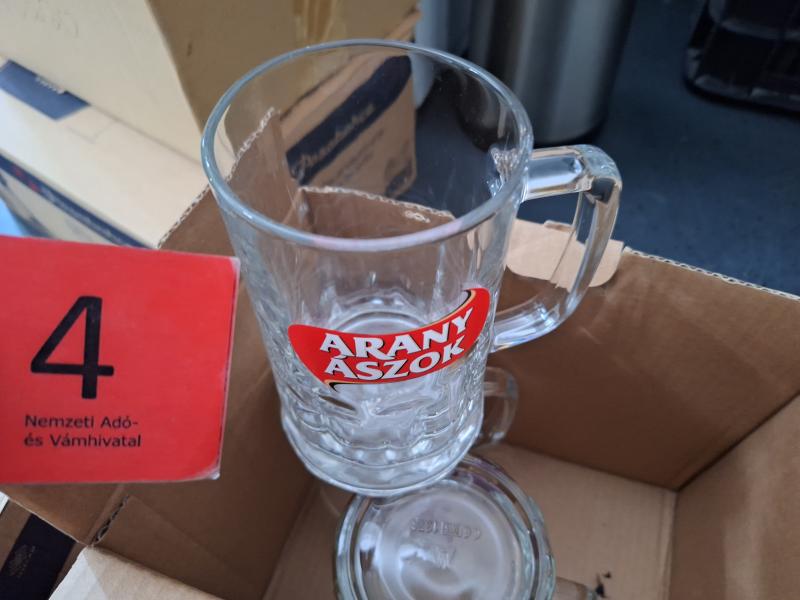 4
Nemzeti Adó-
és Vámhivatal
ARANY
ÁSZOK